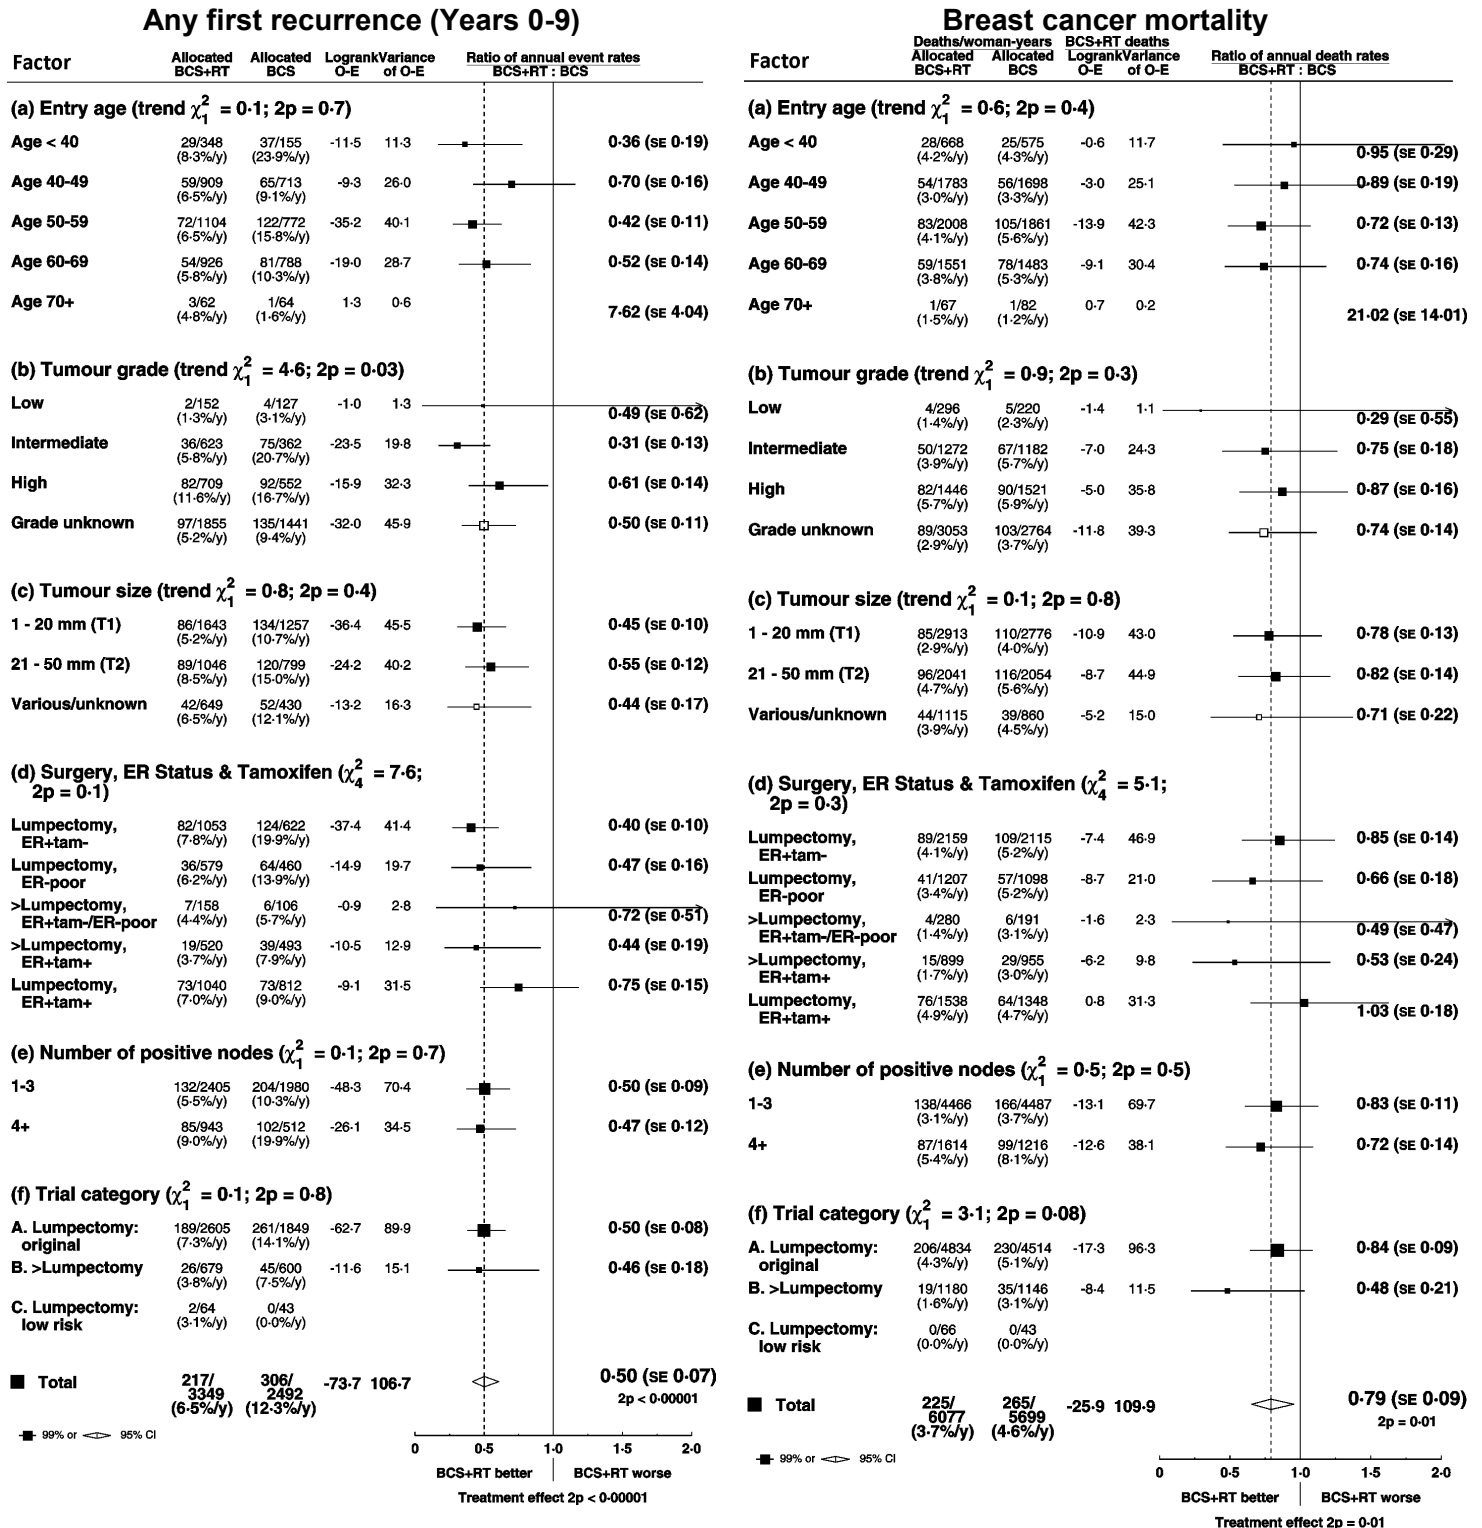 Any first recurrence (Years 0-9)
Factor
Allocated BCS+RT
Allocated BCS
Logrank O-E
Variance of O-E
Ratio of annual event rates
BCS+RT : BCS
(a) Entry age (trend χ²₁ = 0·1; 2p = 0·7)
Age < 40 29/348 37/155 -11·5 11·3 0·36 (SE 0·19)
(8·3%/y) (23·9%/y)
Age 40-49 59/909 65/713 -9·3 26·0 0·70 (SE 0·16)
(6·5%/y) (9·1%/y)
Age 50-59 72/1104 122/772 -35·2 40·1 0·42 (SE 0·11)
(6·5%/y) (15·8%/y)
Age 60-69 54/926 81/788 -19·0 28·7 0·52 (SE 0·14)
(5·8%/y) (10·3%/y)
Age 70+ 3/62 1/64 1·3 0·6 7·62 (SE 4·04)
(4·8%/y) (1·6%/y)
(b) Tumour grade (trend χ²₁ = 4·6; 2p = 0·03)
Low 2/152 4/127 -1·0 1·3 0·49 (SE 0·62)
(1·3%/y) (3·1%/y)
Intermediate 36/623 75/362 -23·5 19·8 0·31 (SE 0·13)
(5·8%/y) (20·7%/y)
High 82/709 92/552 -15·9 32·3 0·61 (SE 0·14)
(11·6%/y) (16·7%/y)
Grade unknown 97/1855 135/1441 -32·0 45·9 0·50 (SE 0·11)
(5·2%/y) (9·4%/y)
(c) Tumour size (trend χ²₁ = 0·8; 2p = 0·4)
1 - 20 mm (T1) 86/1643 134/1257 -36·4 45·5 0·45 (SE 0·10)
(5·2%/y) (10·7%/y)
21 - 50 mm (T2) 89/1046 120/799 -24·2 40·2 0·55 (SE 0·12)
(8·5%/y) (15·0%/y)
Various/unknown 42/649 52/430 -13·2 16·3 0·44 (SE 0·17)
(6·5%/y) (12·1%/y)
(d) Surgery, ER Status & Tamoxifen (χ²₄ = 7·6;
2p = 0·1)
Lumpectomy, 82/1053 124/622 -37·4 41·4 0·40 (SE 0·10)
ER+tam- (7·8%/y) (19·9%/y)
Lumpectomy, 36/579 64/460 -14·9 19·7 0·47 (SE 0·16)
ER-poor (6·2%/y) (13·9%/y)
>Lumpectomy, 7/158 6/106 -0·9 2·8 0·72 (SE 0·51)
ER+tam-/ER-poor (4·4%/y) (5·7%/y)
>Lumpectomy, 19/520 39/493 -10·5 12·9 0·44 (SE 0·19)
ER+tam+ (3·7%/y) (7·9%/y)
Lumpectomy, 73/1040 73/812 -9·1 31·5 0·75 (SE 0·15)
ER+tam+ (7·0%/y) (9·0%/y)
(e) Number of positive nodes (χ²₁ = 0·1; 2p = 0·7)
1-3 132/2405 204/1980 -48·3 70·4 0·50 (SE 0·09)
(5·5%/y) (10·3%/y)
4+ 85/943 102/512 -26·1 34·5 0·47 (SE 0·12)
(9·0%/y) (19·9%/y)
(f) Trial category (χ²₁ = 0·1; 2p = 0·8)
A. Lumpectomy: 189/2605 261/1849 -62·7 89·9 0·50 (SE 0·08)
original (7·3%/y) (14·1%/y)
B. >Lumpectomy 26/679 45/600 -11·6 15·1 0·46 (SE 0·18)
(3·8%/y) (7·5%/y)
C. Lumpectomy: 2/64 0/43
low risk (3·1%/y) (0·0%/y)
Total 217/ 306/ -73·7 106·7 0·50 (SE 0·07)
3349 2492 2p < 0·00001
(6·5%/y) (12·3%/y)
99% or 95% CI
0 0·5 1·0 1·5 2·0
BCS+RT better BCS+RT worse
Treatment effect 2p < 0·00001
Breast cancer mortality
Factor
Deaths/woman-years BCS+RT deaths
Allocated BCS+RT
Allocated BCS
Logrank O-E
Variance of O-E
Ratio of annual death rates
BCS+RT : BCS
(a) Entry age (trend χ²₁ = 0·6; 2p = 0·4)
Age < 40 28/668 25/575 -0·6 11·7 0·95 (SE 0·29)
(4·2%/y) (4·3%/y)
Age 40-49 54/1783 56/1698 -3·0 25·1 0·89 (SE 0·19)
(3·0%/y) (3·3%/y)
Age 50-59 83/2008 105/1861 -13·9 42·3 0·72 (SE 0·13)
(4·1%/y) (5·6%/y)
Age 60-69 59/1551 78/1483 -9·1 30·4 0·74 (SE 0·16)
(3·8%/y) (5·3%/y)
Age 70+ 1/67 1/82 0·7 0·2 21·02 (SE 14·01)
(1·5%/y) (1·2%/y)
(b) Tumour grade (trend χ²₁ = 0·9; 2p = 0·3)
Low 4/296 5/220 -1·4 1·1 0·29 (SE 0·55)
(1·4%/y) (2·3%/y)
Intermediate 50/1272 67/1182 -7·0 24·3 0·75 (SE 0·18)
(3·9%/y) (5·7%/y)
High 82/1446 90/1521 -5·0 35·8 0·87 (SE 0·16)
(5·7%/y) (5·9%/y)
Grade unknown 89/3053 103/2764 -11·8 39·3 0·74 (SE 0·14)
(2·9%/y) (3·7%/y)
(c) Tumour size (trend χ²₁ = 0·1; 2p = 0·8)
1 - 20 mm (T1) 85/2913 110/2776 -10·9 43·0 0·78 (SE 0·13)
(2·9%/y) (4·0%/y)
21 - 50 mm (T2) 96/2041 116/2054 -8·7 44·9 0·82 (SE 0·14)
(4·7%/y) (5·6%/y)
Various/unknown 44/1115 39/860 -5·2 15·0 0·71 (SE 0·22)
(3·9%/y) (4·5%/y)
(d) Surgery, ER Status & Tamoxifen (χ²₄ = 5·1;
2p = 0·3)
Lumpectomy, 89/2159 109/2115 -7·4 46·9 0·85 (SE 0·14)
ER+tam- (4·1%/y) (5·2%/y)
Lumpectomy, 41/1207 57/1098 -8·7 21·0 0·66 (SE 0·18)
ER-poor (3·4%/y) (5·2%/y)
>Lumpectomy, 4/280 6/191 -1·6 2·3 0·49 (SE 0·47)
ER+tam-/ER-poor (1·4%/y) (3·1%/y)
>Lumpectomy, 15/899 29/955 -6·2 9·8 0·53 (SE 0·24)
ER+tam+ (1·7%/y) (3·0%/y)
Lumpectomy, 76/1538 64/1348 0·8 31·3 1·03 (SE 0·18)
ER+tam+ (4·9%/y) (4·7%/y)
(e) Number of positive nodes (χ²₁ = 0·5; 2p = 0·5)
1-3 138/4466 166/4487 -13·1 69·7 0·83 (SE 0·11)
(3·1%/y) (3·7%/y)
4+ 87/1614 99/1216 -12·6 38·1 0·72 (SE 0·14)
(5·4%/y) (8·1%/y)
(f) Trial category (χ²₁ = 3·1; 2p = 0·08)
A. Lumpectomy: 206/4834 230/4514 -17·3 96·3 0·84 (SE 0·09)
original (4·3%/y) (5·1%/y)
B. >Lumpectomy 19/1180 35/1146 -8·4 11·5 0·48 (SE 0·21)
(1·6%/y) (3·1%/y)
C. Lumpectomy: 0/66 0/43
low risk (0·0%/y) (0·0%/y)
Total 225/ 265/ -25·9 109·9 0·79 (SE 0·09)
6077 5699 2p = 0·01
(3·7%/y) (4·6%/y)
99% or 95% CI
0 0·5 1·0 1·5 2·0
BCS+RT better BCS+RT worse
Treatment effect 2p = 0·01